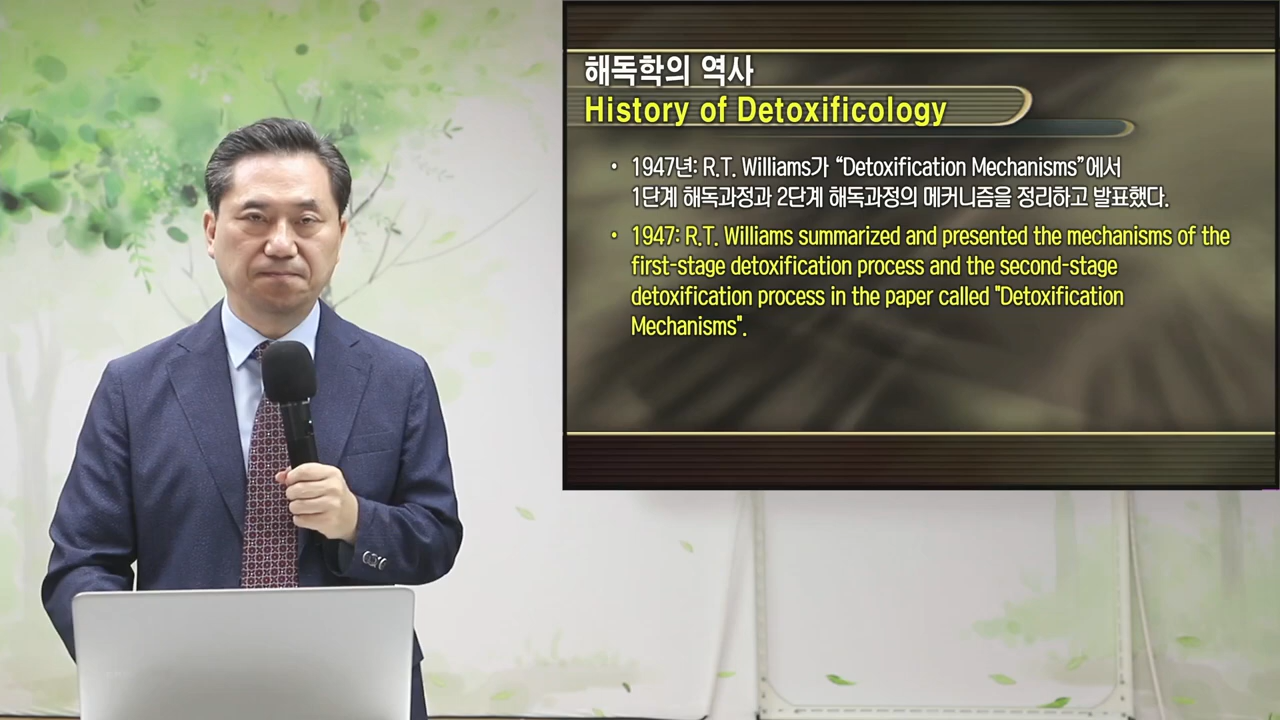 해독학의 역사
History of Detoxificology
• 1947년: R.T. Williams가 “Detoxification Mechanisms”에서
1단계 해독과정과 2단계 해독과정의 메커니즘을 정리하고 발표했다.
• 1947: R.T. Williams summarized and presented the mechanisms of the
first-stage detoxification process and the second-stage
detoxification process in the paper called "Detoxification
Mechanisms".